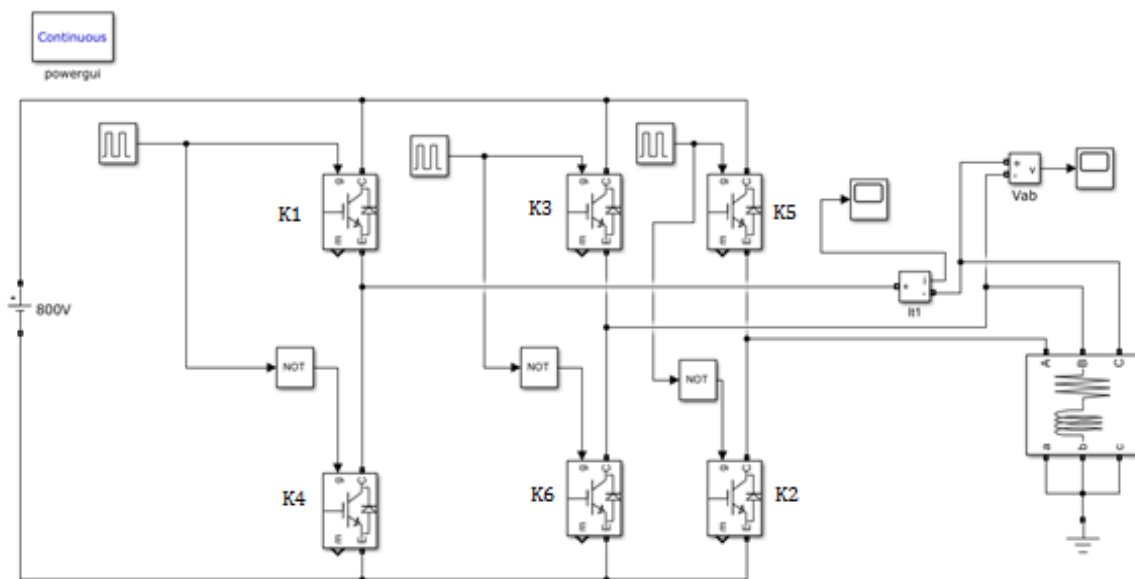 Continuous
powergui
g C
K1
m E
g C
K3
m E
g C
K5
m E
+
-
v
Vab
+
i
-
It1
+
800V
NOT
NOT
NOT
A B C
a b c
g C
K4
m E
g C
K6
m E
g C
K2
m E